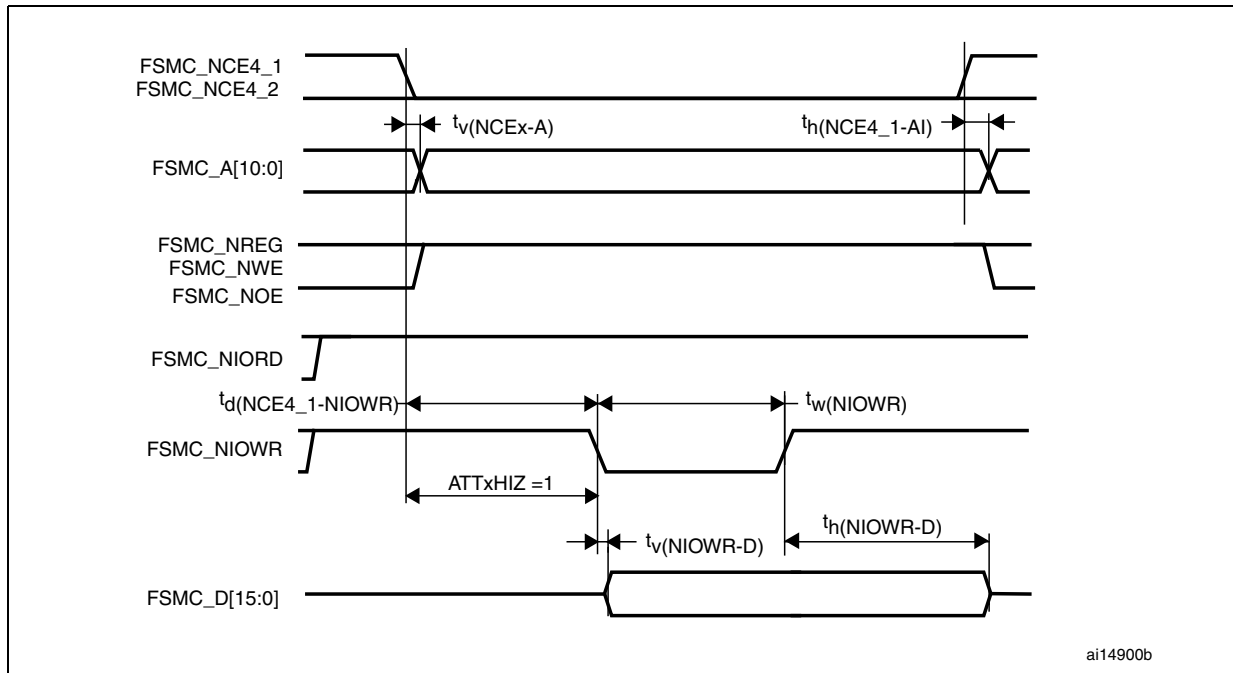 FSMC_NCE4_1
FSMC_NCE4_2
tv(NCEx-A)
th(NCE4_1-AI)
FSMC_A[10:0]
FSMC_NREG
FSMC_NWE
FSMC_NOE
FSMC_NIORD
td(NCE4_1-NIOWR)
tw(NIOWR)
FSMC_NIOWR
ATTxHIZ =1
tv(NIOWR-D)
th(NIOWR-D)
FSMC_D[15:0]
ai14900b